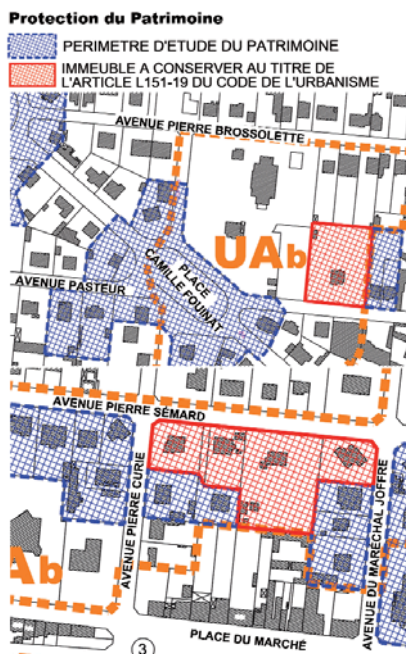 Protection du Patrimoine
PERIMETRE D'ETUDE DU PATRIMOINE
IMMEUBLE A CONSERVER AU TITRE DE
L'ARTICLE L151-19 DU CODE DE L'URBANISME
AVENUE PIERRE BROSSOLETTE
UAb
PLACE
CAMILLE FOUINAT
AVENUE PASTEUR
AVENUE PIERRE SÉMARD
AVENUE PIERRE CURIE
AVENUE DU MARECHAL JOFFRE
Ab
PLACE DU MARCHÉ
3